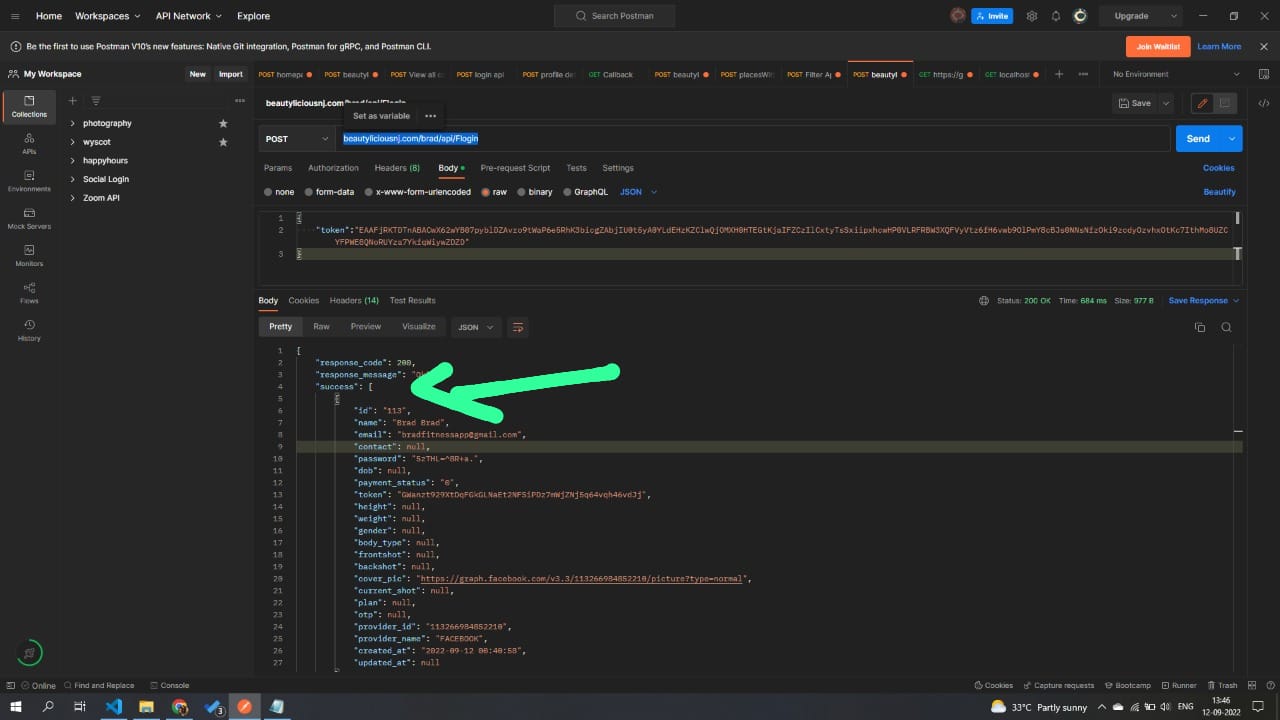 Home Workspaces API Network Explore Search Postman Invite Upgrade
Be the first to use Postman V10's new features: Native Git integration, Postman for gRPC, and Postman CLI. Join Waitlist Learn More
My Workspace New Import POST homepa POST beautyl POST View all c POST login api POST profile de GET Callback POST beautyl POST placesWi POST Filter Ap POST beautyl GET https://g GET localhost No Environment
Collections
APIs
Environments
Mock Servers
Monitors
Flows
History
photography
wyscot
happyhours
Social Login
Zoom API
beautyliciousnj.com/brad/api/Flogin Save
Set as variable
POST beautyliciousnj.com/brad/api/Flogin Send
Params Authorization Headers (8) Body Pre-request Script Tests Settings Cookies
none form-data x-www-form-urlencoded raw binary GraphQL JSON Beautify
1 {
2 "token":
3 }
Body Cookies Headers (14) Test Results Status: 200 OK Time: 684 ms Size: 977 B Save Response
Pretty Raw Preview Visualize JSON
1 {
2 "response_code": 200,
3 "response_message":
4 "success": [
5 {
6 "id": "113",
7 "name": "Brad Brad",
8 "email": "bradfitnessapp@gmail.com",
9 "contact": null,
10 "password": "5zTHL=^8R+a.",
11 "dob": null,
12 "payment_status": "0",
13 "token":
14 "height": null,
15 "weight": null,
16 "gender": null,
17 "body_type": null,
18 "frontshot": null,
19 "backshot": null,
20 "cover_pic": "https://graph.facebook.com/v3.3/113266984852210/picture?type=normal",
21 "current_shot": null,
22 "plan": null,
23 "otp": null,
24 "provider_id": "113266984852210",
25 "provider_name": "FACEBOOK",
26 "created_at": "2022-09-12 00:40:58",
27 "updated_at": null
Online Find and Replace Console Cookies Capture requests Bootcamp Runner Trash
3 33°C Partly sunny ENG 13:46
12-09-2022